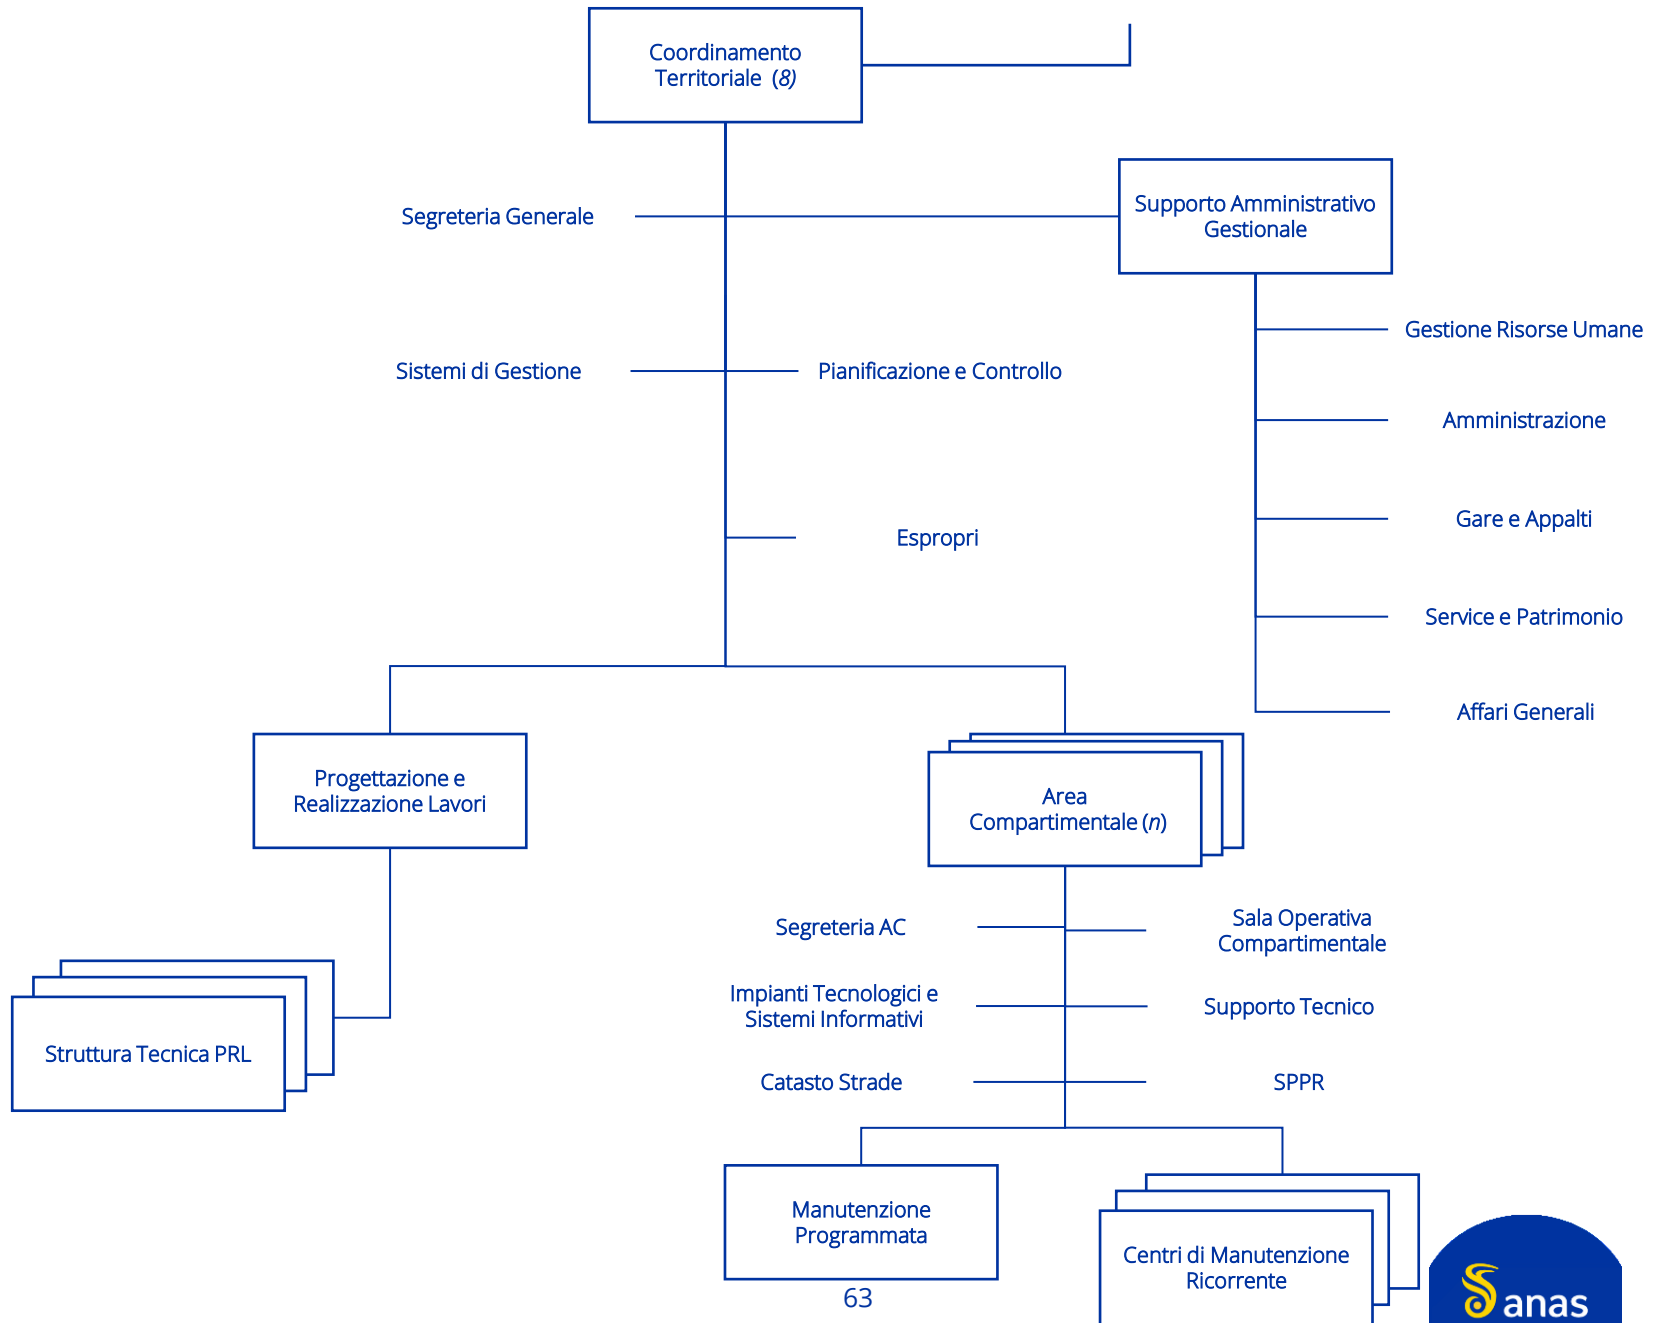 Coordinamento
Territoriale (8)
Segreteria Generale
Supporto Amministrativo
Gestionale
Gestione Risorse Umane
Sistemi di Gestione
Pianificazione e Controllo
Amministrazione
Gare e Appalti
Espropri
Service e Patrimonio
Affari Generali
Progettazione e
Realizzazione Lavori
Area
Compartimentale (n)
Segreteria AC
Sala Operativa
Compartimentale
Impianti Tecnologici e
Sistemi Informativi
Supporto Tecnico
Struttura Tecnica PRL
Catasto Strade
SPPR
Manutenzione
Programmata
Centri di Manutenzione
Ricorrente
63
anas